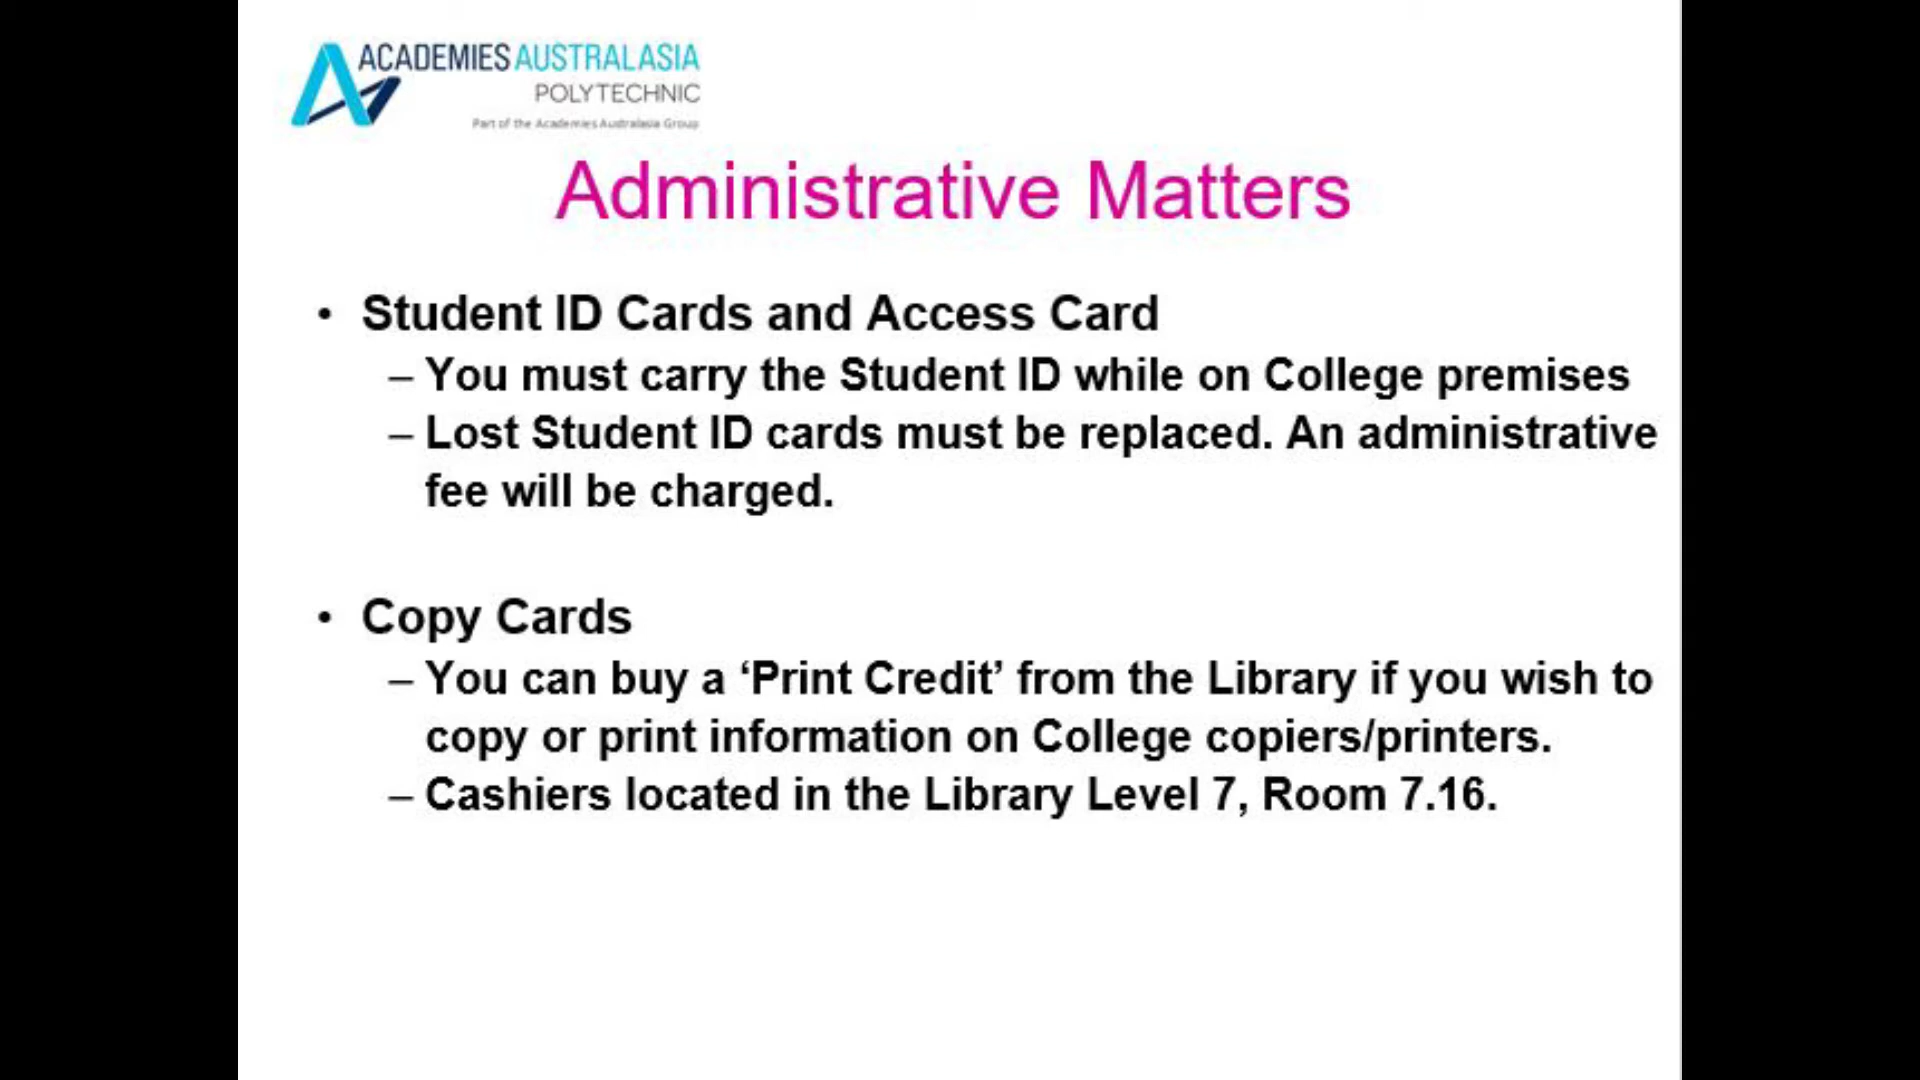 ACADEMIES AUSTRALASIA
POLYTECHNIC
Part of the Academies Australasia Group
Administrative Matters
• Student ID Cards and Access Card
– You must carry the Student ID while on College premises
– Lost Student ID cards must be replaced. An administrative
fee will be charged.
• Copy Cards
– You can buy a ‘Print Credit’ from the Library if you wish to
copy or print information on College copiers/printers.
– Cashiers located in the Library Level 7, Room 7.16.